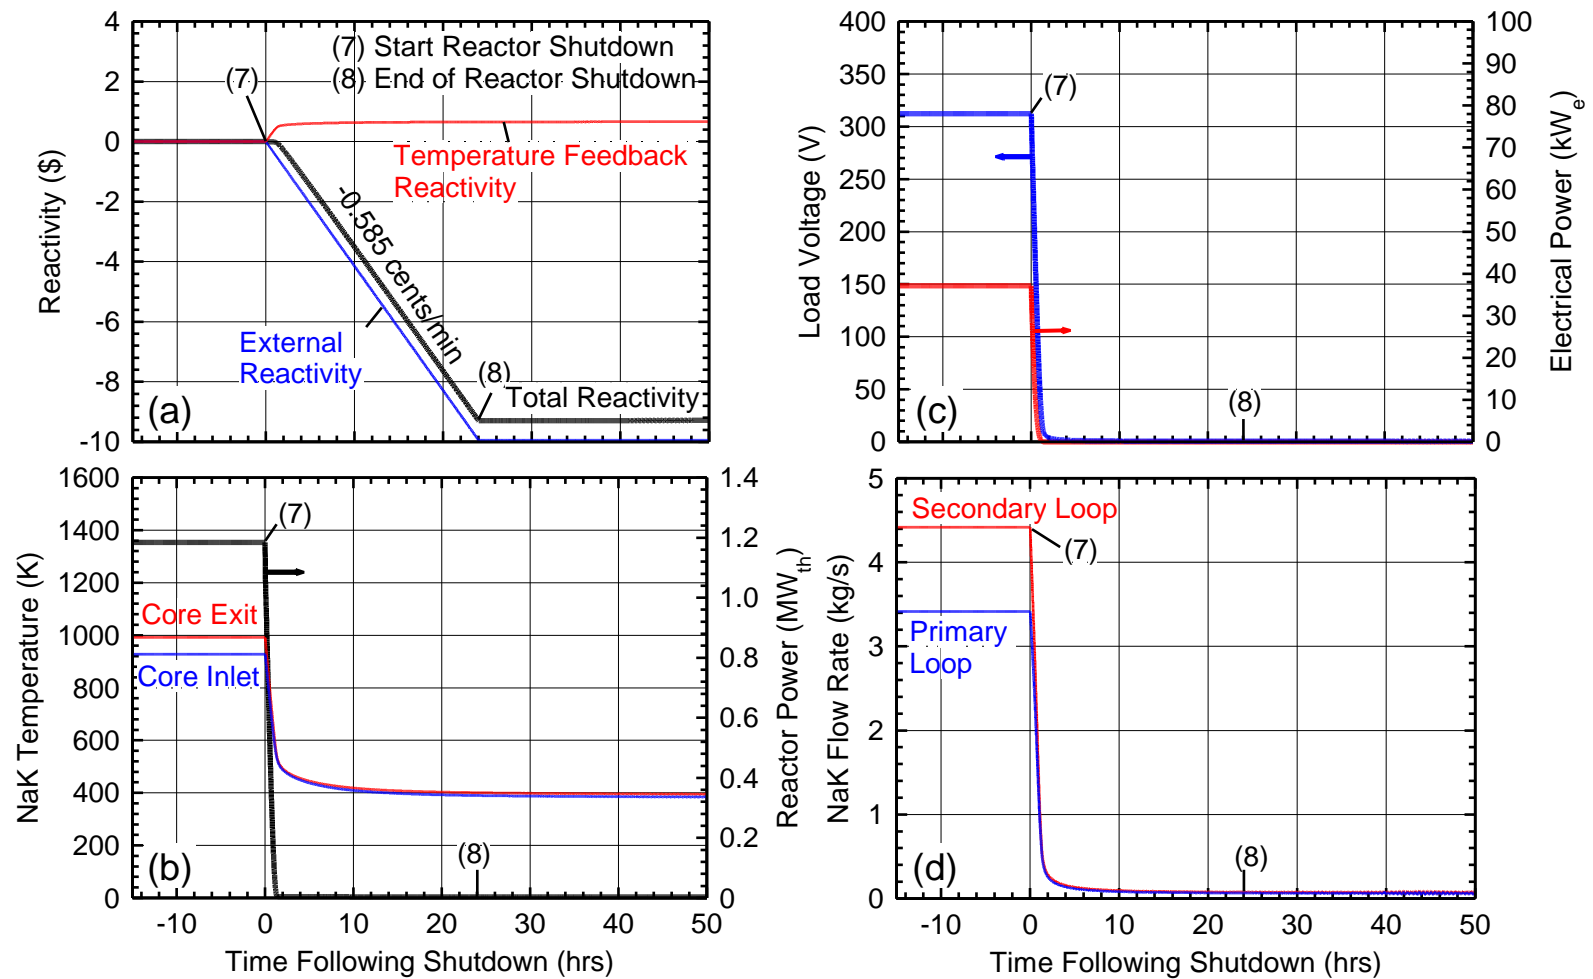 4
2
0
-2
-4
-6
-8
-10
Reactivity ($)
(7) Start Reactor Shutdown
(8) End of Reactor Shutdown
(7)
Temperature Feedback
Reactivity
-0.585 cents/min
External
Reactivity
(8)
Total Reactivity
(a)
400
350
300
250
200
150
100
50
0
Load Voltage (V)
(7)
(8)
(c)
100
90
80
70
60
50
40
30
20
10
0
Electrical Power (kWe)
1600
1400
1200
1000
800
600
400
200
0
NaK Temperature (K)
(7)
Core Exit
Core Inlet
(8)
(b)
1.4
1.2
1.0
0.8
0.6
0.4
0.2
0
Reactor Power (MWth)
-10 0 10 20 30 40 50
Time Following Shutdown (hrs)
5
4
3
2
1
0
NaK Flow Rate (kg/s)
Secondary Loop
(7)
Primary
Loop
(8)
(d)
-10 0 10 20 30 40 50
Time Following Shutdown (hrs)